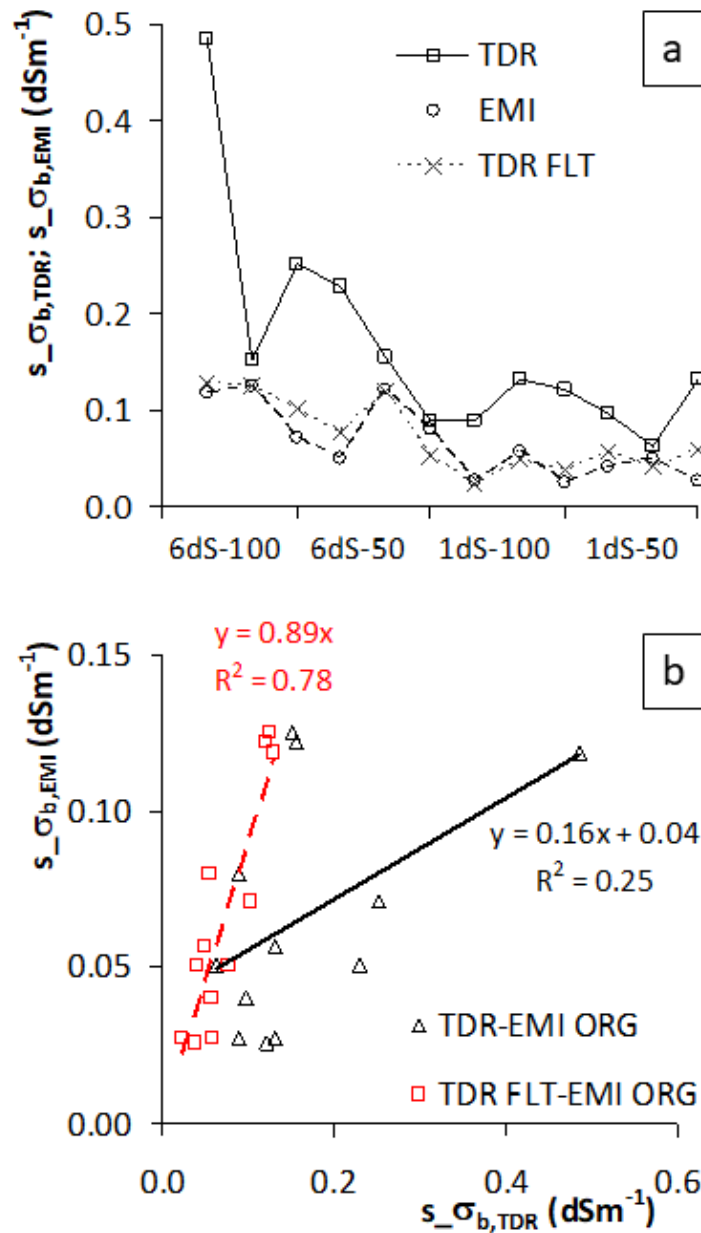 a
s_σb,TDR; s_σb,EMI (dSm⁻¹)
0.5
0.4
0.3
0.2
0.1
0.0
TDR
EMI
TDR FLT
6dS-100 6dS-50 1dS-100 1dS-50
b
s_σb,EMI (dSm⁻¹)
0.15
0.10
0.05
0.00
y = 0.89x
R² = 0.78
y = 0.16x + 0.04
R² = 0.25
TDR-EMI ORG
TDR FLT-EMI ORG
0.0 0.2 0.4 0.6
s_σb,TDR (dSm⁻¹)